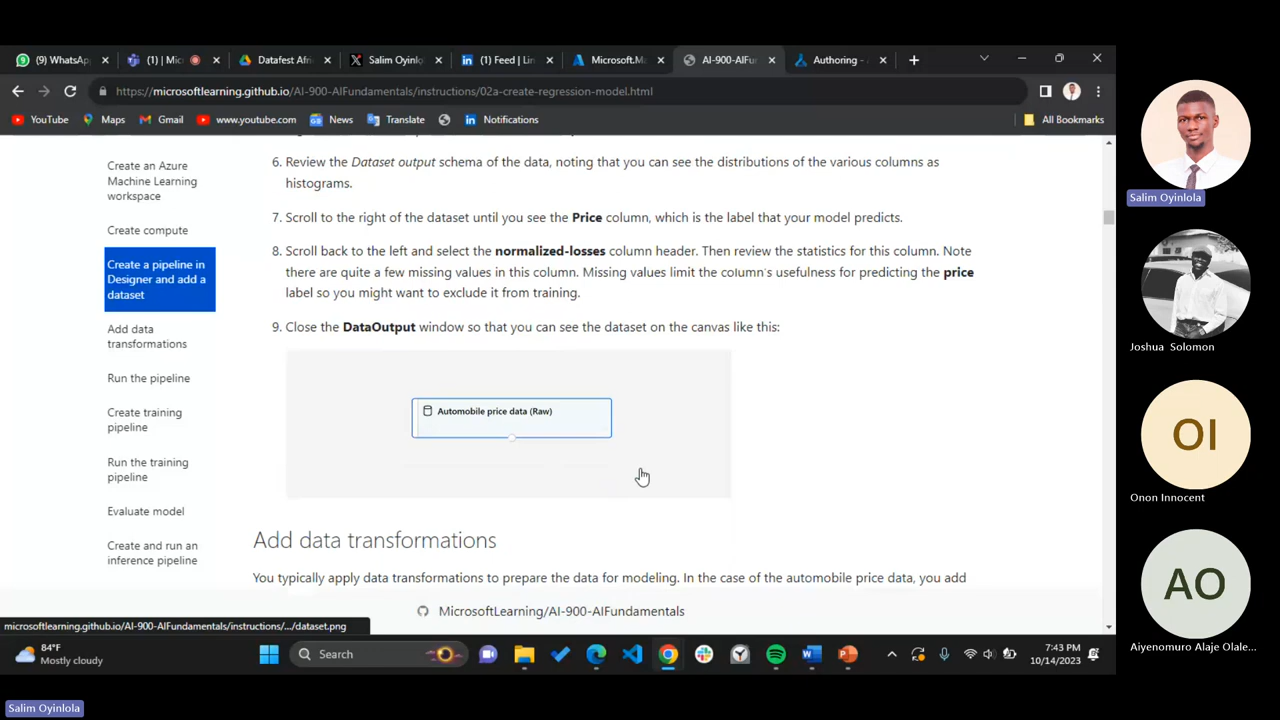 (9) WhatsAp
(1) | Mic
Datafest Afri
Salim Oyinlo
(1) Feed | Lin
Microsoft.Ma
AI-900-AIFur
Authoring -
https://microsoftlearning.github.io/AI-900-AIFundamentals/instructions/02a-create-regression-model.html
YouTube
Maps
Gmail
www.youtube.com
News
Translate
Notifications
All Bookmarks
Create an Azure
Machine Learning
workspace
Create compute
Create a pipeline in
Designer and add a
dataset
Add data
transformations
Run the pipeline
Create training
pipeline
Run the training
pipeline
Evaluate model
Create and run an
inference pipeline
6. Review the Dataset output schema of the data, noting that you can see the distributions of the various columns as
histograms.
7. Scroll to the right of the dataset until you see the Price column, which is the label that your model predicts.
8. Scroll back to the left and select the normalized-losses column header. Then review the statistics for this column. Note
there are quite a few missing values in this column. Missing values limit the column's usefulness for predicting the price
label so you might want to exclude it from training.
9. Close the DataOutput window so that you can see the dataset on the canvas like this:
Automobile price data (Raw)
Add data transformations
You typically apply data transformations to prepare the data for modeling. In the case of the automobile price data, you add
MicrosoftLearning/AI-900-AIFundamentals
microsoftlearning.github.io/AI-900-AIFundamentals/instructions/.../dataset.png
84°F
Mostly cloudy
Search
7:43 PM
10/14/2023
Salim Oyinlola
Joshua Solomon
OI
Onon Innocent
AO
Aiyenomuro Alaje Olale...
Salim Oyinlola